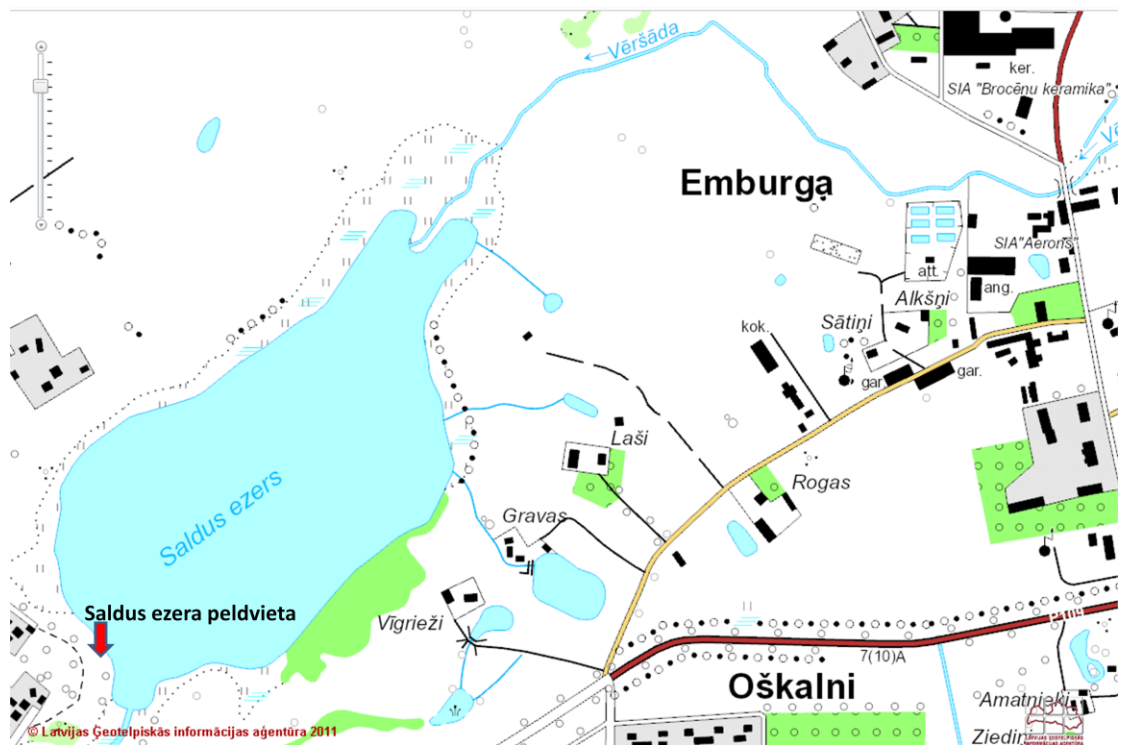 Vēršāda
ker.
SIA "Brocēnu keramika"
Emburga
SIA"Aerons"
att.
ang.
Alkšņi
Sātiņi
kok.
gar.
gar.
Laši
Rogas
Gravas
Saldus ezers
Saldus ezera peldvieta
Vīgrieži
7(10)A
Oškalni
Amatnieki
Ziediņi
© Latvijas Ģeotelpiskās informācijas aģentūra 2011